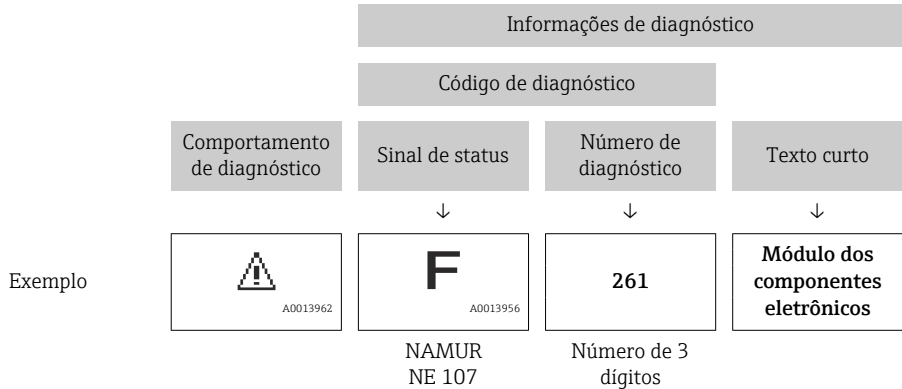 Informações de diagnóstico
Código de diagnóstico
Comportamento
de diagnóstico
Sinal de status
Número de
diagnóstico
Texto curto
↓ ↓ ↓
Exemplo
A0013962
F
A0013956
261
Módulo dos
componentes
eletrônicos
NAMUR
NE 107
Número de 3
dígitos